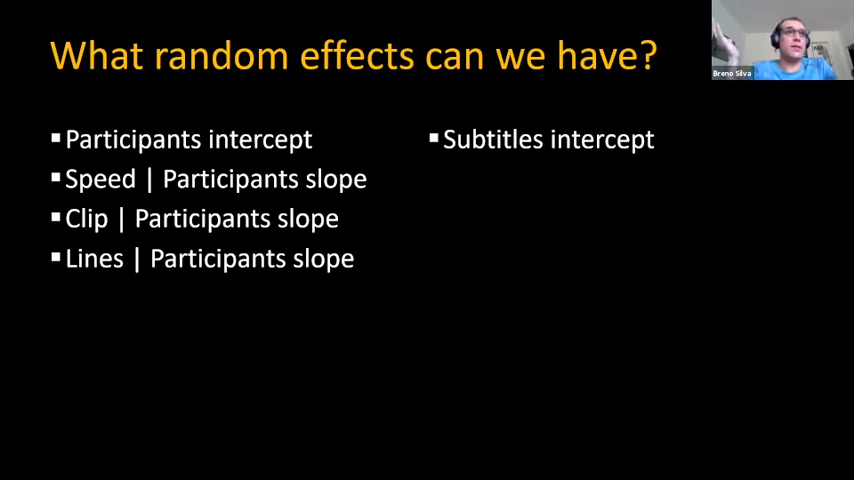 What random effects can we have?
Breno Silva
▪Participants intercept
▪Speed | Participants slope
▪Clip | Participants slope
▪Lines | Participants slope
▪Subtitles intercept